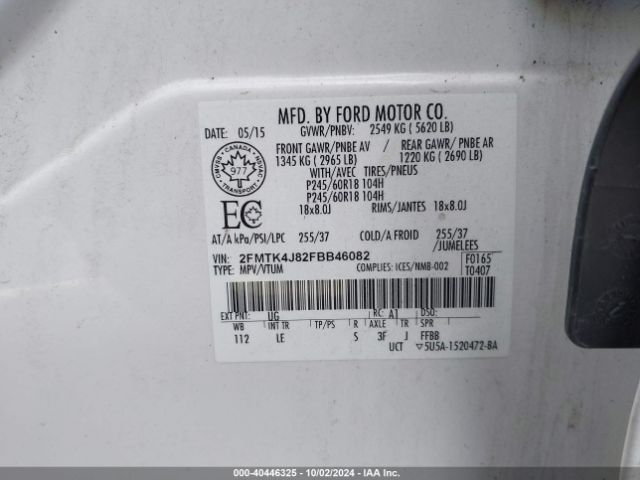 MFD. BY FORD MOTOR CO.
DATE: 05/15 GVWR/PNBV: 2549 KG ( 5620 LB)
FRONT GAWR/PNBE AV / REAR GAWR/ PNBE AR
1345 KG ( 2965 LB) 1220 KG ( 2690 LB)
WITH/AVEC TIRES/PNEUS
P245/60R18 104H
P245/60R18 104H
18x8.0J RIMS/JANTES 18x8.0J
CANADA
977
TRANSPORT
EC
AT/A kPa/PSI/LPC 255/37 COLD/A FROID 255/37
/JUMELEES
VIN: 2FMTK4J82FBB46082 F0165
TYPE: MPV/VTUM COMPLIES: ICES/NMB-002 T0407
EXT PNT: UG RC: A1 DSO:
WB INT TR TP/PS R AXLE TR SPR
112 LE S 3F J FFBB
UCT ▽5U5A-1520472-BA
000-40446325 - 10/02/2024 - IAA Inc.